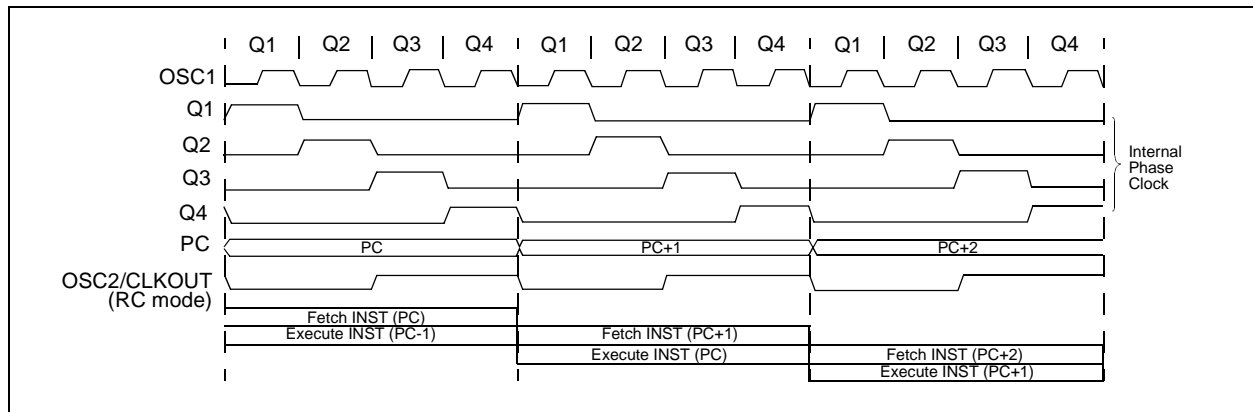 Q1 Q2 Q3 Q4 Q1 Q2 Q3 Q4 Q1 Q2 Q3 Q4
OSC1
Q1
Q2
Q3
Q4
Internal
Phase
Clock
PC PC PC+1 PC+2
OSC2/CLKOUT
(RC mode)
Fetch INST (PC)
Execute INST (PC-1) Fetch INST (PC+1)
Execute INST (PC) Fetch INST (PC+2)
Execute INST (PC+1)